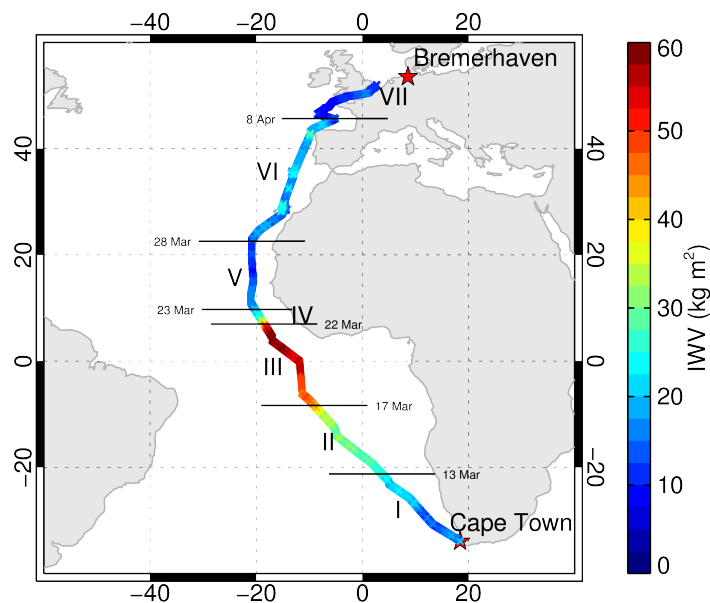 −40 −20 0 20
Bremerhaven
VII
8 Apr
40 40
VI
28 Mar
20 20
V
23 Mar
IV
22 Mar
0 0
III
17 Mar
II
−20 −20
13 Mar
I
Cape Town
−40 −20 0 20
60
50
40
30
20
10
0
IWV (kg m²)